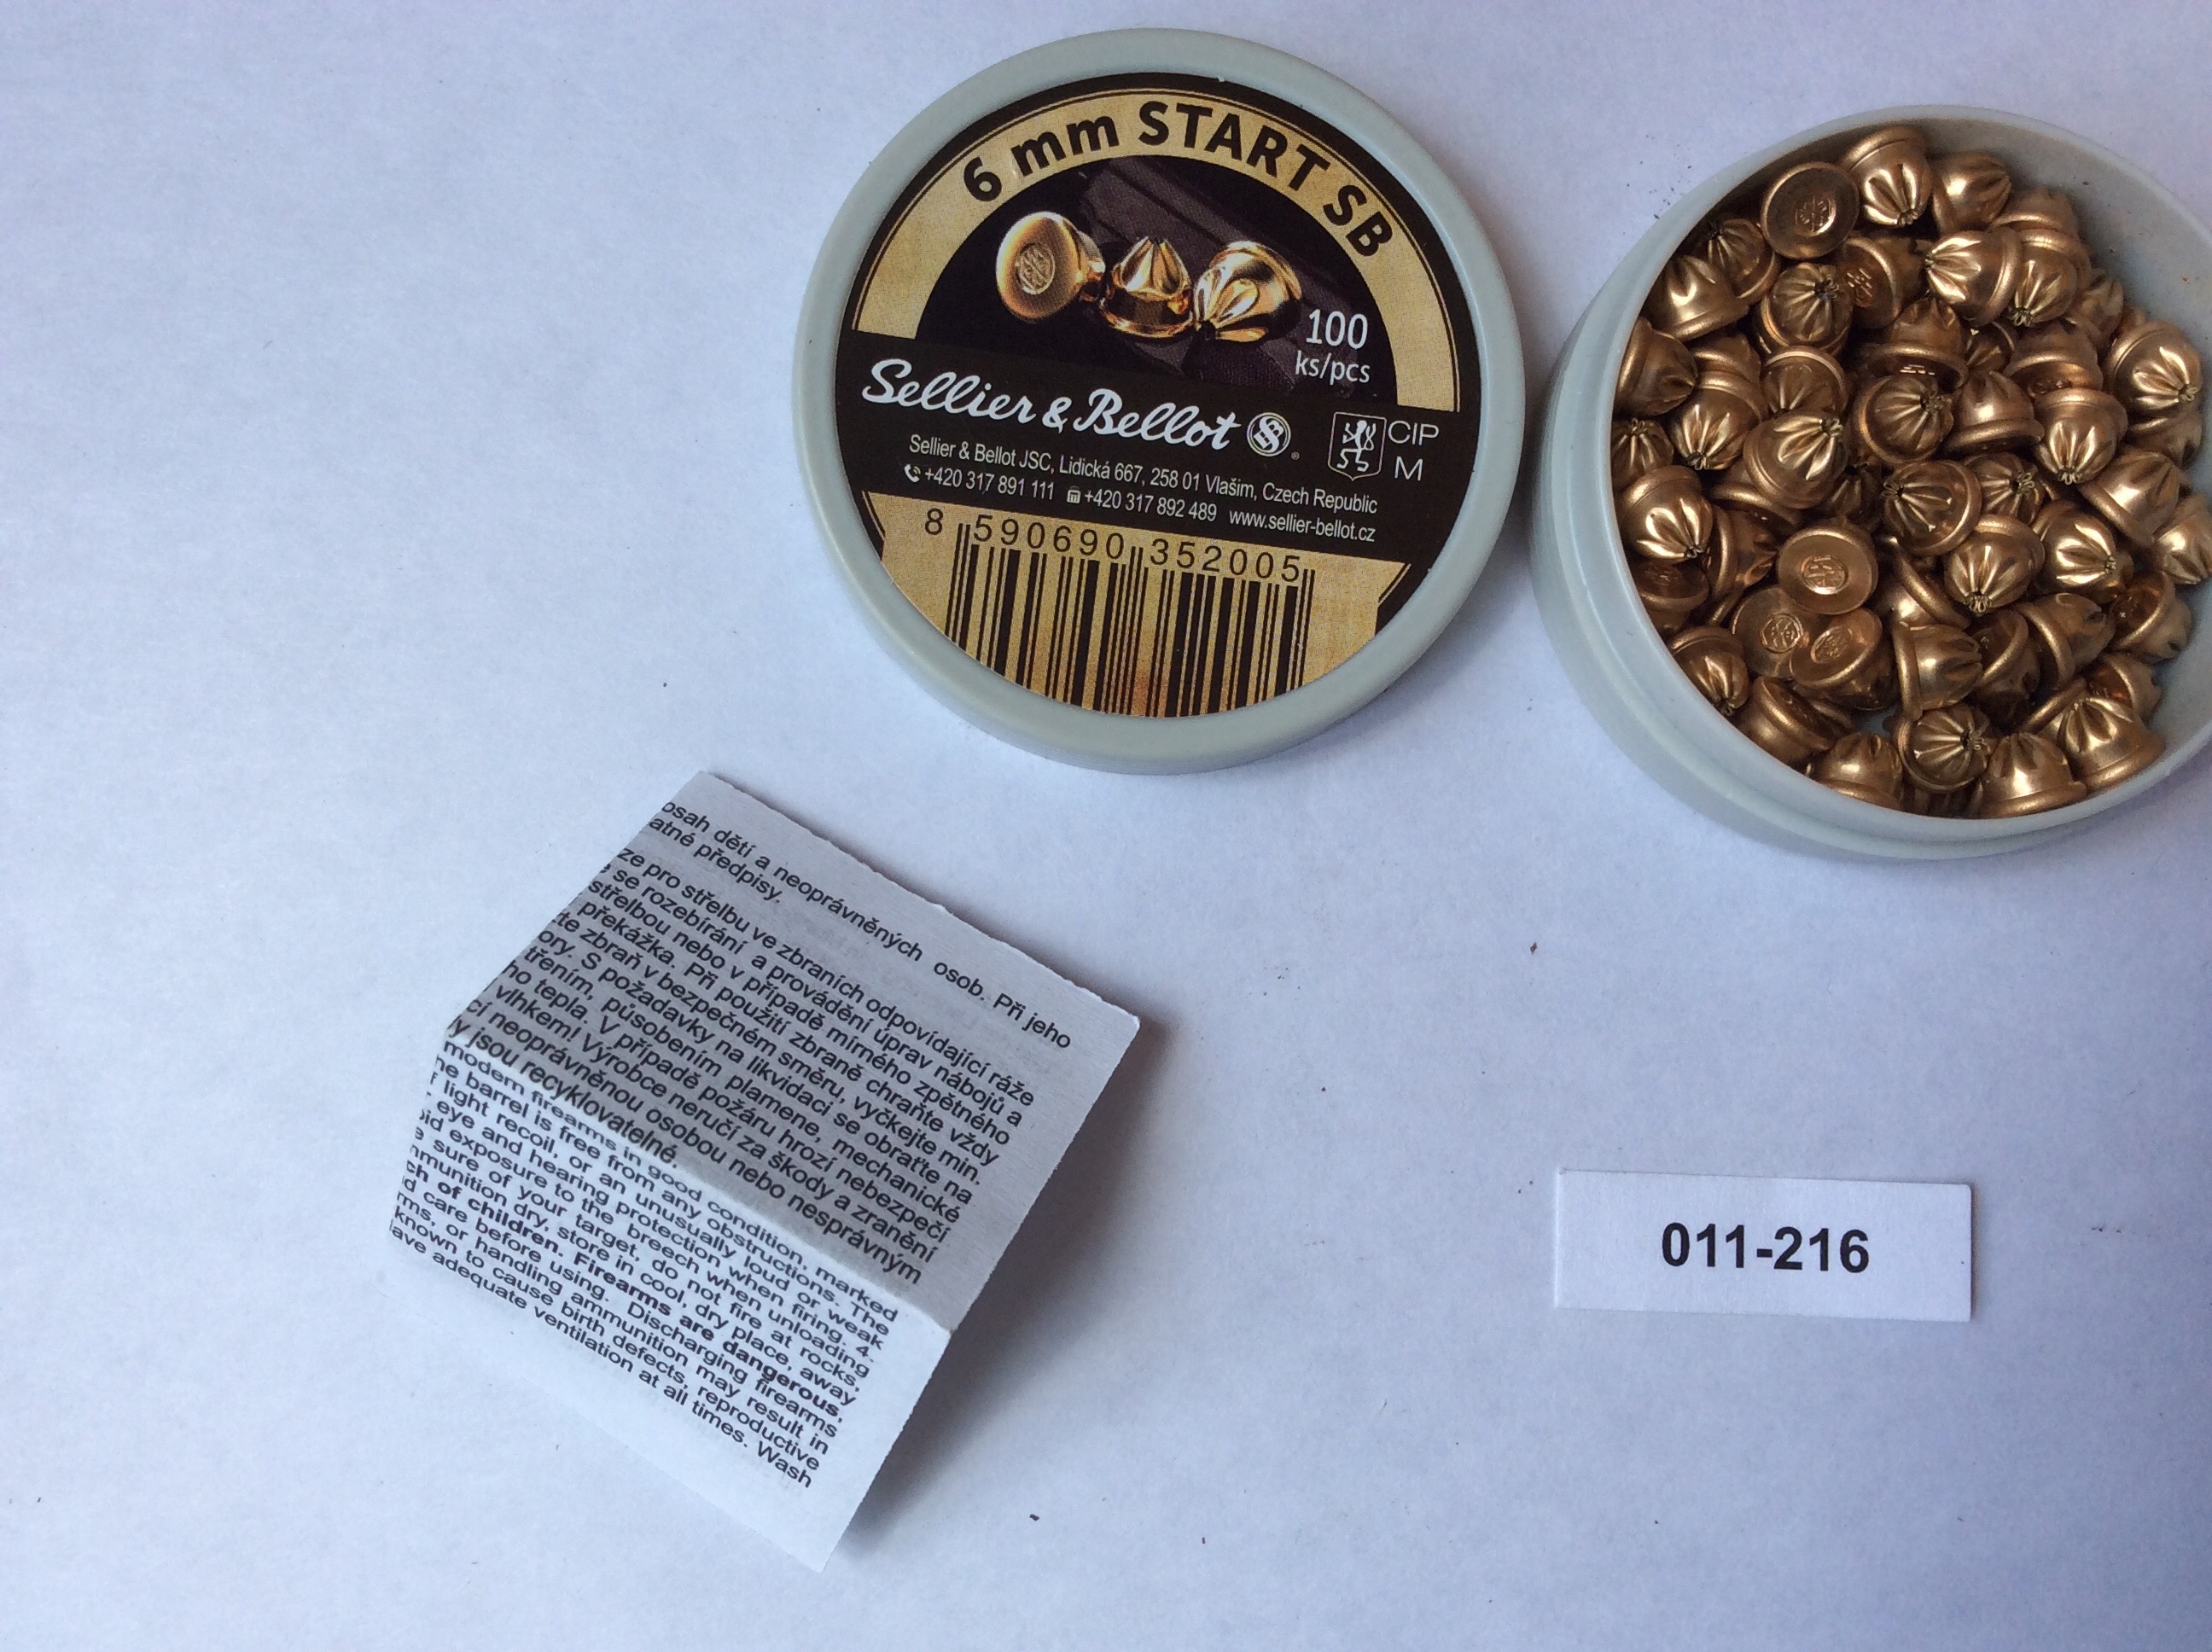 6 mm START SB
100
ks/pcs
Sellier & Bellot
CIP
M
Sellier & Bellot JSC, Lidická 667, 258 01 Vlašim, Czech Republic
+420 317 891 111 +420 317 892 489 www.sellier-bellot.cz
8 590690 352005
osah dětí a neoprávněných osob. Při jeho
atné předpisy.
ze pro střelbu ve zbraních odpovídající ráže
se rozebírání a provádění úprav nábojů a
střelbou nebo v případě mírného zpětného
překážka. Při použití zbraně chraňte vždy
te zbraň v bezpečném směru, vyčkejte min.
ory. S požadavky na likvidaci se obraťte na
třením, působením plamene, mechanické
ho tepla. V případě požáru hrozí nebezpečí
vlhkem! Výrobce neručí za škody a zranění
cí neoprávněnou osobou nebo nesprávným
y jsou recyklovatelné.
modern firearms in good condition, marked
he barrel is free from any obstructions. The
f light recoil, or an unusually loud or weak
eye and hearing protection when firing. 4.
oid exposure to the breech when unloading
e sure of your target, do not fire at rocks,
mmunition dry, store in cool, dry place, away
ch of children. Firearms are dangerous,
d care before using. Discharging firearms
rms, or handling ammunition may result in
known to cause birth defects, reproductive
ave adequate ventilation at all times. Wash
011-216